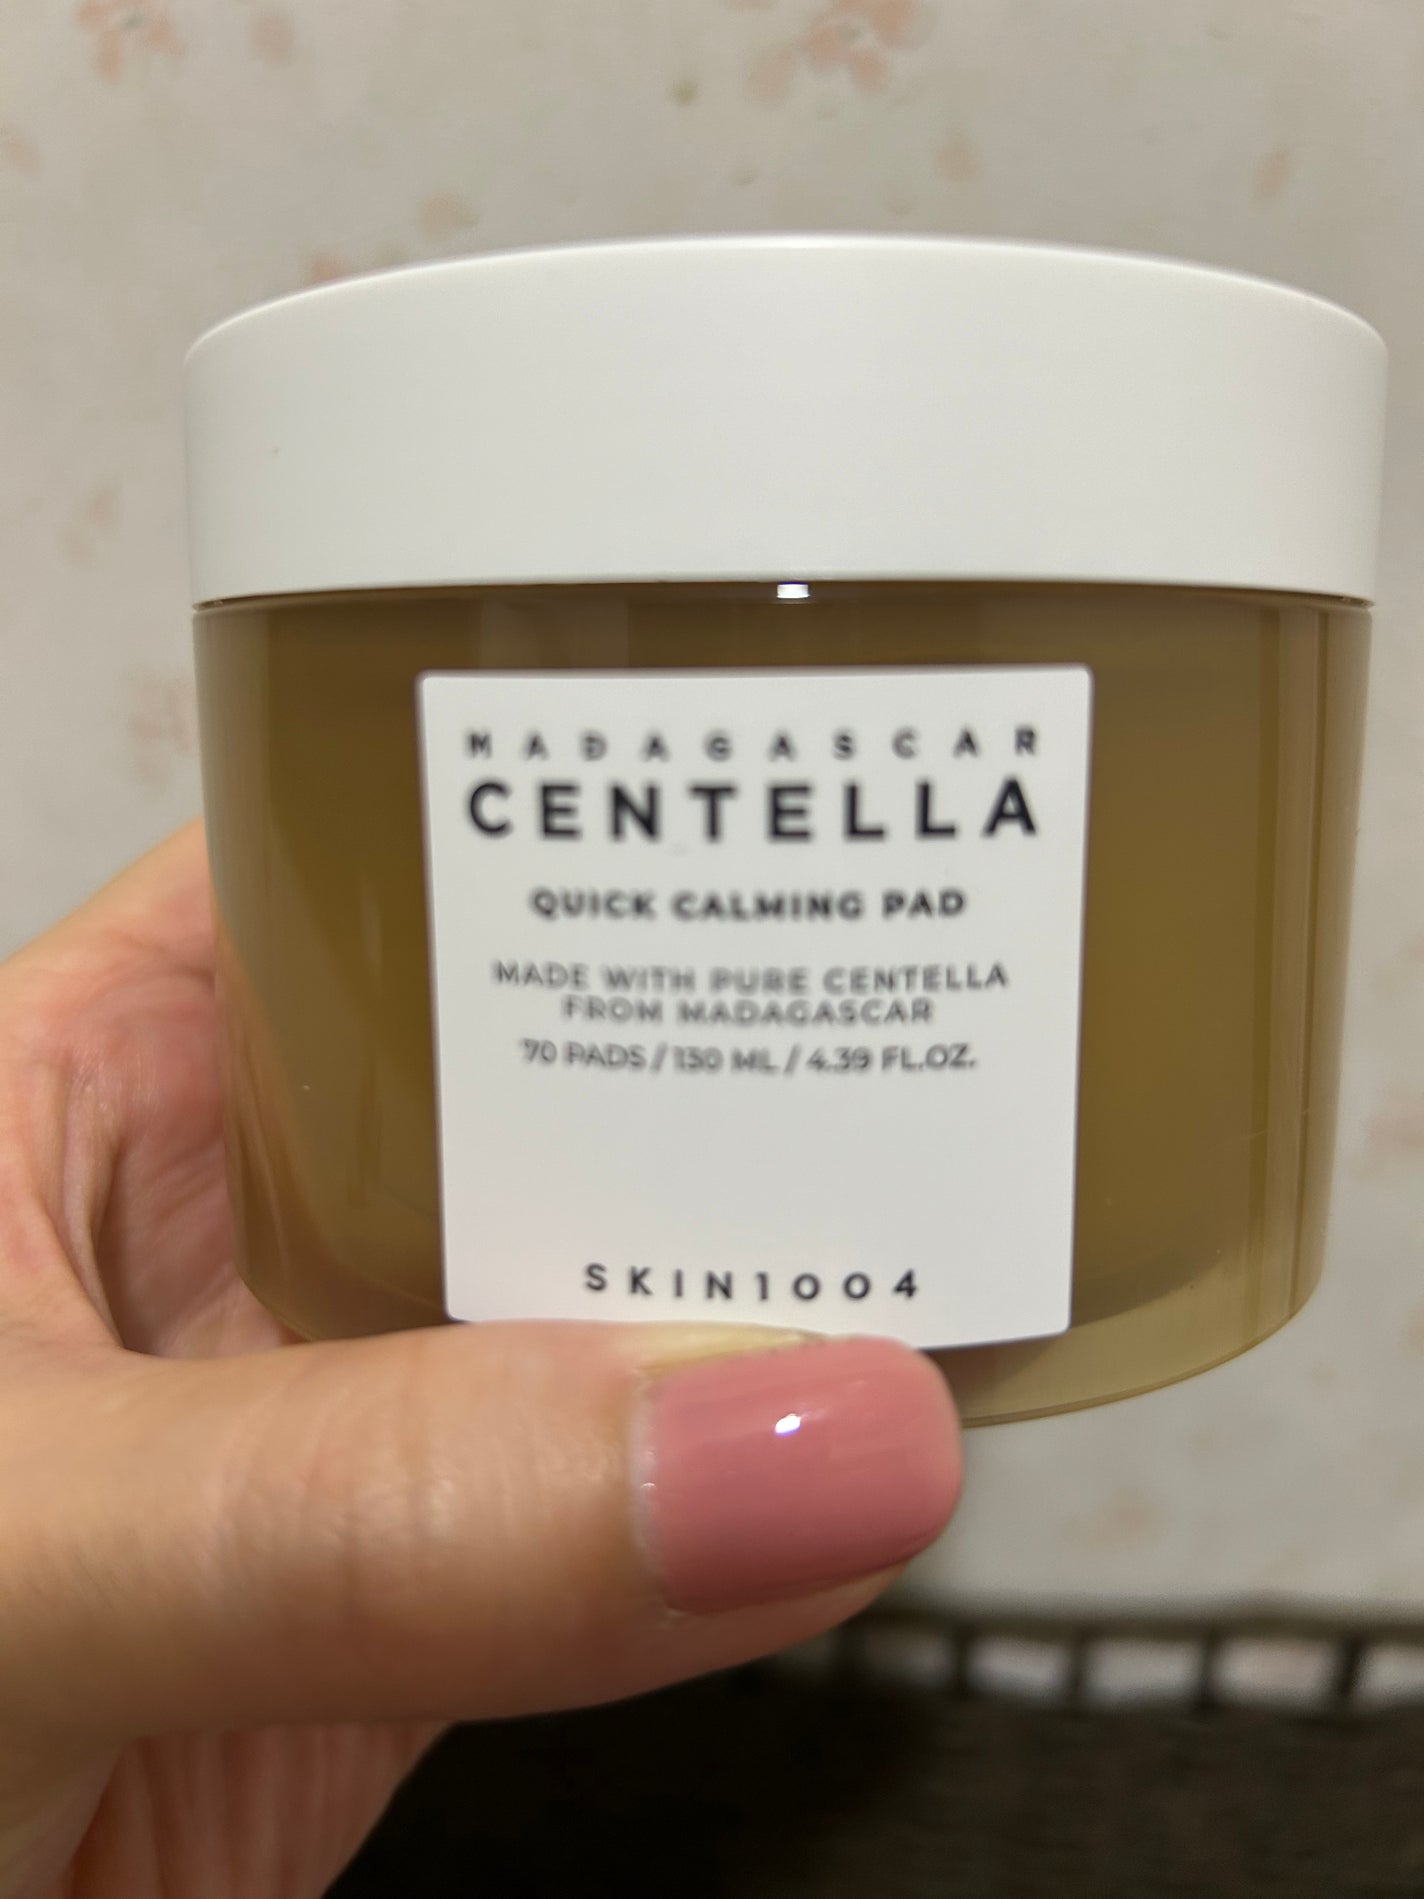 MADAGASCAR
CENTELLA
QUICK CALMING PAD
MADE WITH PURE CENTELLA
FROM MADAGASCAR
70 PADS / 130 ML / 4.39 FL.OZ.
SKIN1004